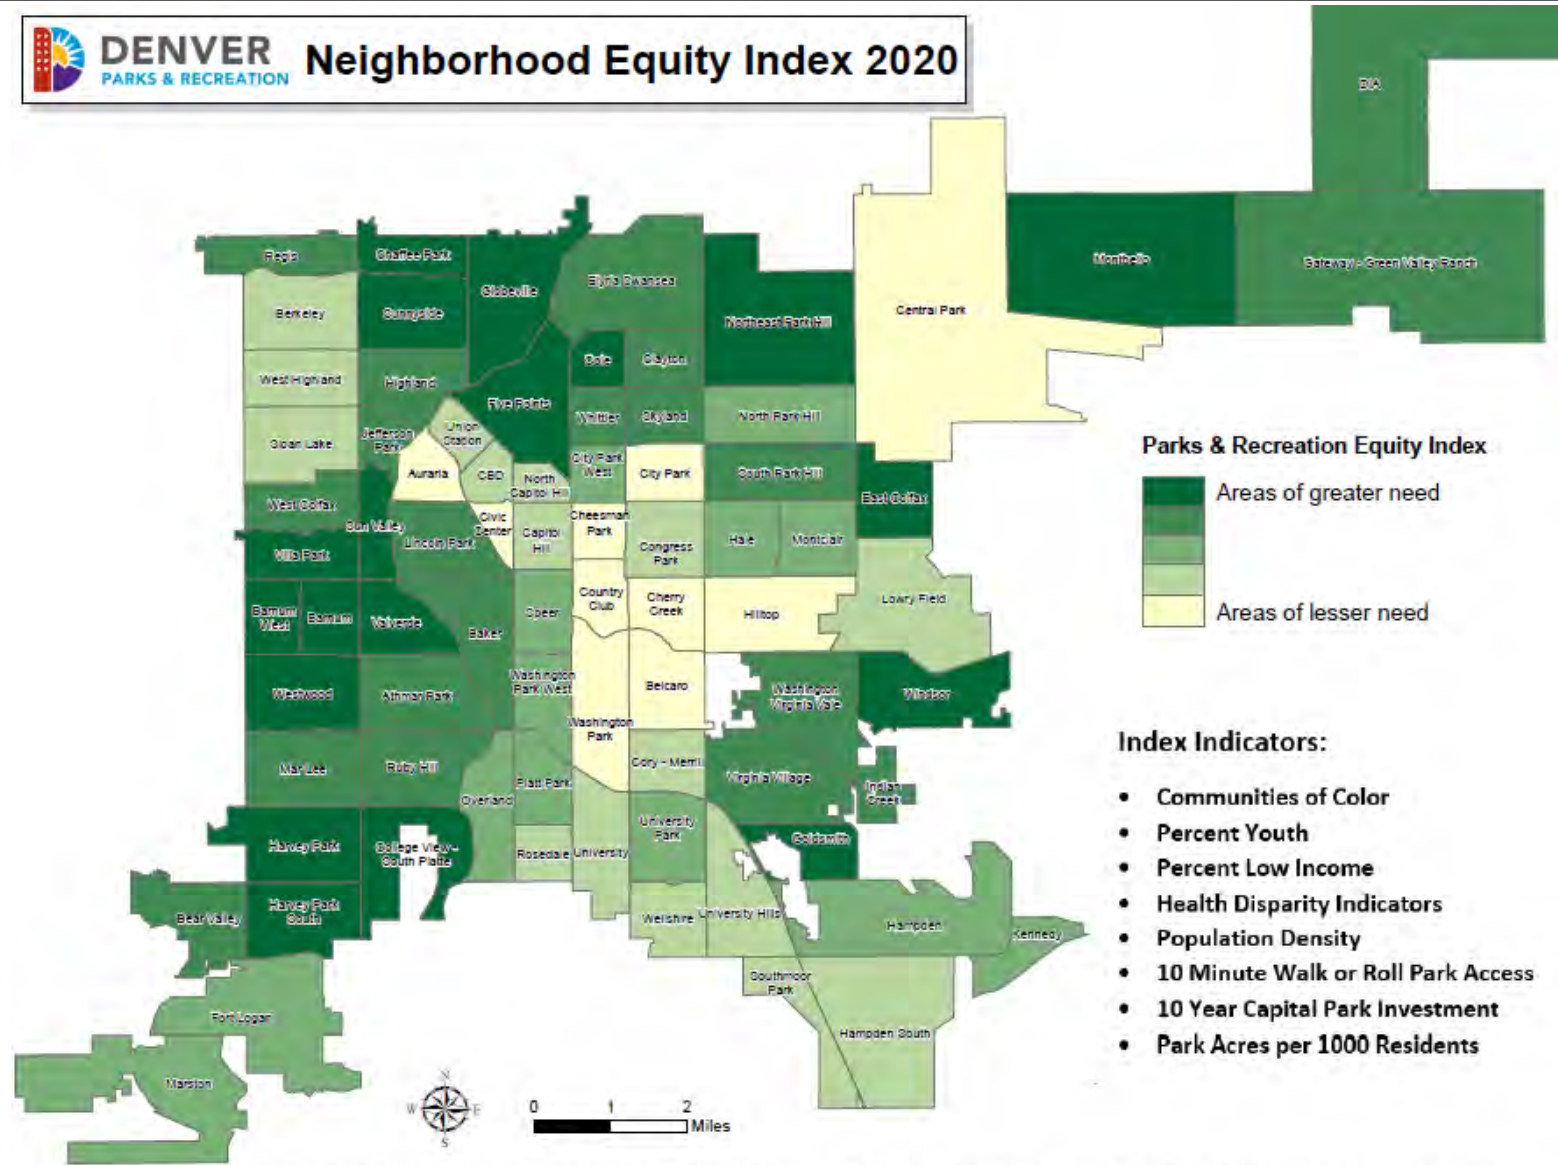 DENVER
PARKS & RECREATION
Neighborhood Equity Index 2020
DIA
Regis
Chaffee Park
Globeville
Elyria Swansea
Montbello
Gateway - Green Valley Ranch
Berkeley
Sunnyside
Northeast Park Hill
Central Park
Cole
Clayton
West Highland
Highland
Five Points
Whittier
Skyland
North Park Hill
Sloan Lake
Jefferson
Park
Union
Station
Auraria
CBD
North
Capitol Hill
City Park
West
City Park
South Park Hill
East Colfax
West Colfax
Sun Valley
Lincoln Park
Civic
Center
Capitol
Hill
Cheesman
Park
Congress
Park
Hale
Montclair
Villa Park
Barnum
West
Barnum
Valverde
Baker
Speer
Country
Club
Cherry
Creek
Hilltop
Lowry Field
Westwood
Athmar Park
Washington
Park West
Washington
Park
Belcaro
Washington
Virginia Vale
Windsor
Mar Lee
Ruby Hill
Overland
Platt Park
Cory - Merrill
Virginia Village
Indian
Creek
Harvey Park
College View -
South Platte
Rosedale
University
University
Park
Goldsmith
Bear Valley
Harvey Park
South
Wellshire
University Hills
Hampden
Kennedy
Fort Logan
Southmoor
Park
Hampden South
Marston
Parks & Recreation Equity Index
Areas of greater need
Areas of lesser need
Index Indicators:
• Communities of Color
• Percent Youth
• Percent Low Income
• Health Disparity Indicators
• Population Density
• 10 Minute Walk or Roll Park Access
• 10 Year Capital Park Investment
• Park Acres per 1000 Residents
N
W E
S
0 1 2
Miles